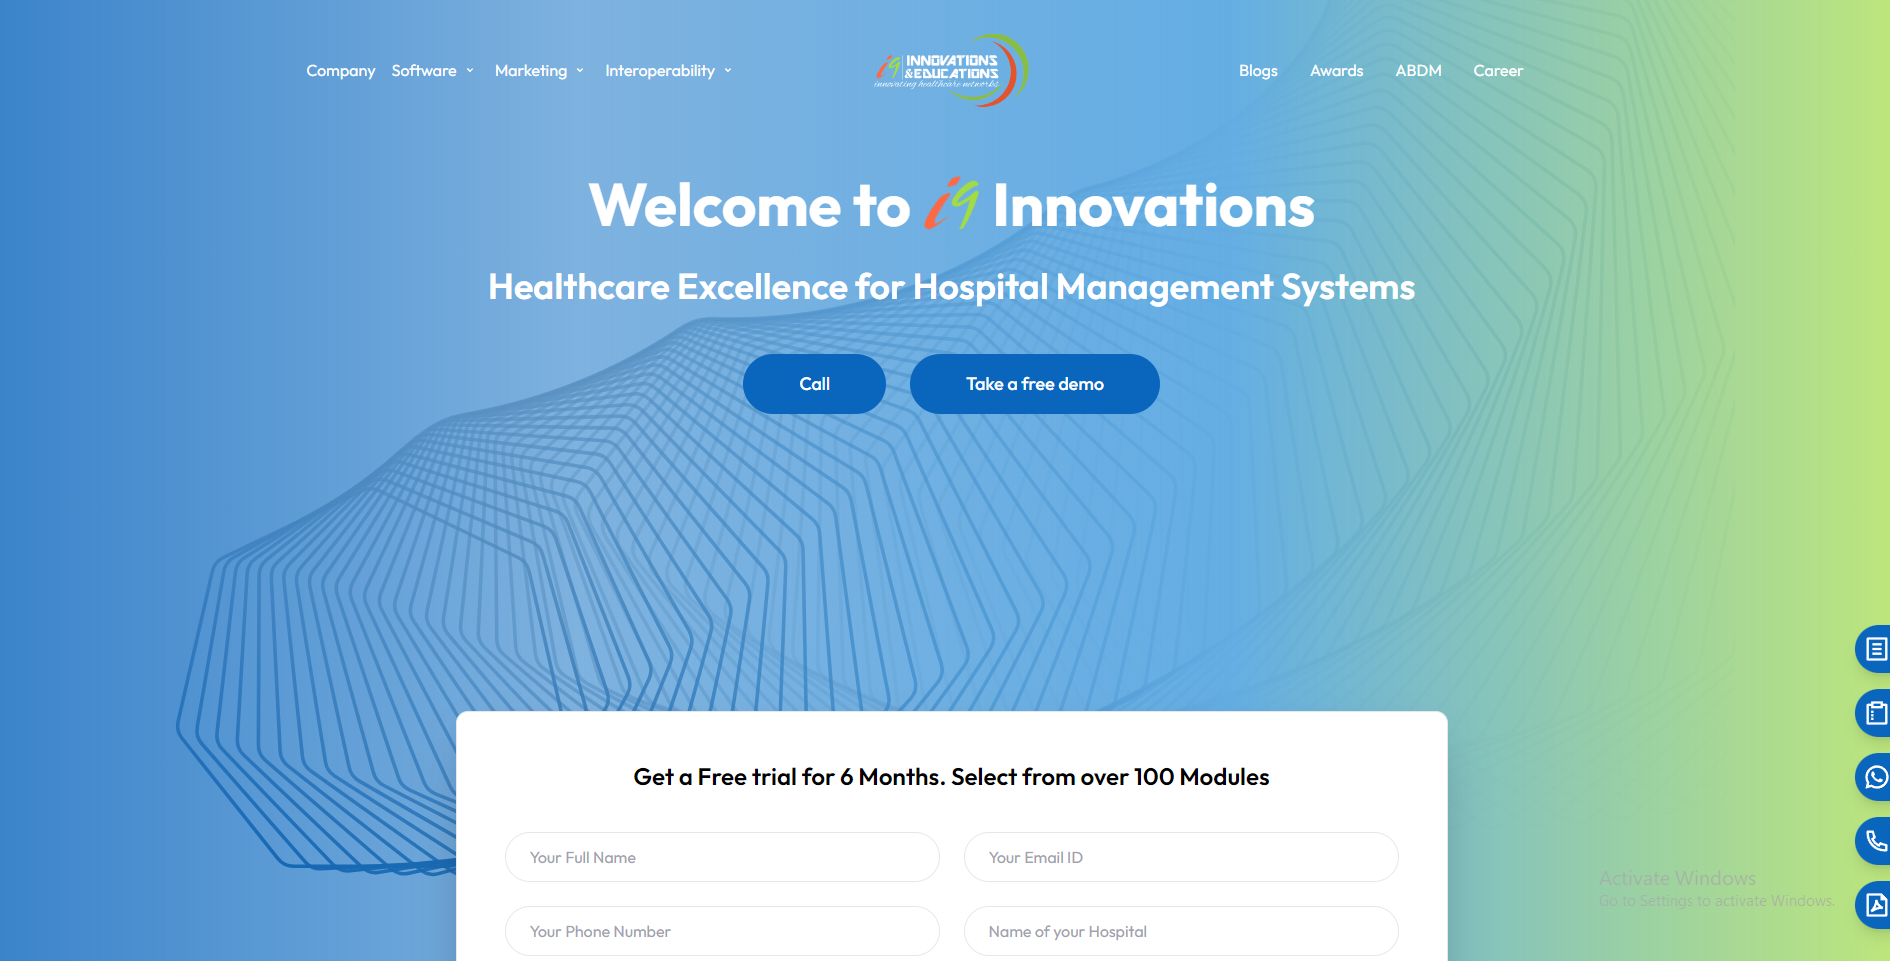 Company Software Marketing Interoperability
i9 INNOVATIONS
&EDUCATIONS
innovating healthcare networks
Blogs Awards ABDM Career
Welcome to i9 Innovations
Healthcare Excellence for Hospital Management Systems
Call Take a free demo
Get a Free trial for 6 Months. Select from over 100 Modules
Your Full Name Your Email ID
Your Phone Number Name of your Hospital
Activate Windows
Go to Settings to activate Windows.